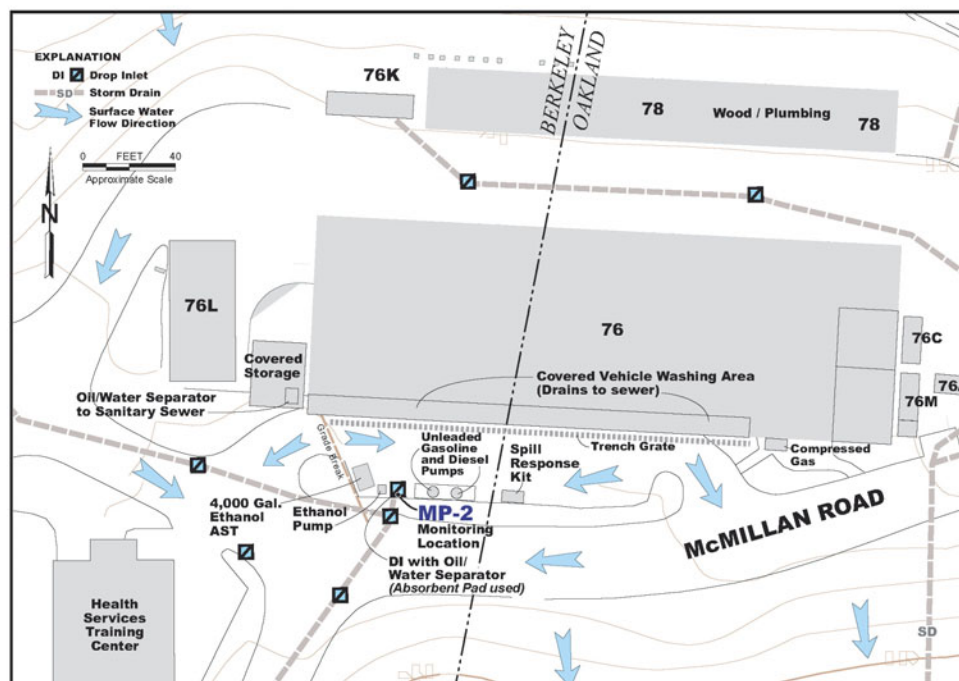 EXPLANATION
DI Drop Inlet
SD Storm Drain
Surface Water
Flow Direction
0 FEET 40
Approximate Scale
N
76K
BERKELEY
OAKLAND
78
Wood / Plumbing
78
76L
76
76C
76M
Covered
Storage
Covered Vehicle Washing Area
(Drains to sewer)
Oil/Water Separator
to Sanitary Sewer
Grade Break
Unleaded
Gasoline
and Diesel
Pumps
Spill
Response
Kit
Trench Grate
Compressed
Gas
4,000 Gal.
Ethanol
AST
Ethanol
Pump
MP-2
Monitoring
Location
DI with Oil/
Water Separator
(Absorbent Pad used)
McMILLAN ROAD
Health
Services
Training
Center
SD